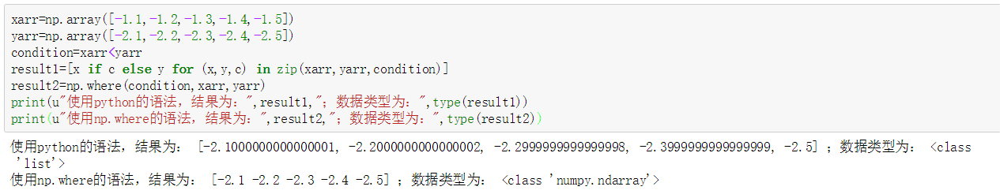 xarr=np.array([-1.1,-1.2,-1.3,-1.4,-1.5])
yarr=np.array([-2.1,-2.2,-2.3,-2.4,-2.5])
condition=xarr<yarr
result1=[x if c else y for (x,y,c) in zip(xarr,yarr,condition)]
result2=np.where(condition,xarr,yarr)
print(u"使用python的语法，结果为：",result1,"；数据类型为：",type(result1))
print(u"使用np.where的语法，结果为：",result2,"；数据类型为：",type(result2))
使用python的语法，结果为： [-2.1000000000000001, -2.2000000000000002, -2.2999999999999998, -2.3999999999999999, -2.5] ；数据类型为： <class
'list'>
使用np.where的语法，结果为： [-2.1 -2.2 -2.3 -2.4 -2.5] ；数据类型为： <class 'numpy.ndarray'>